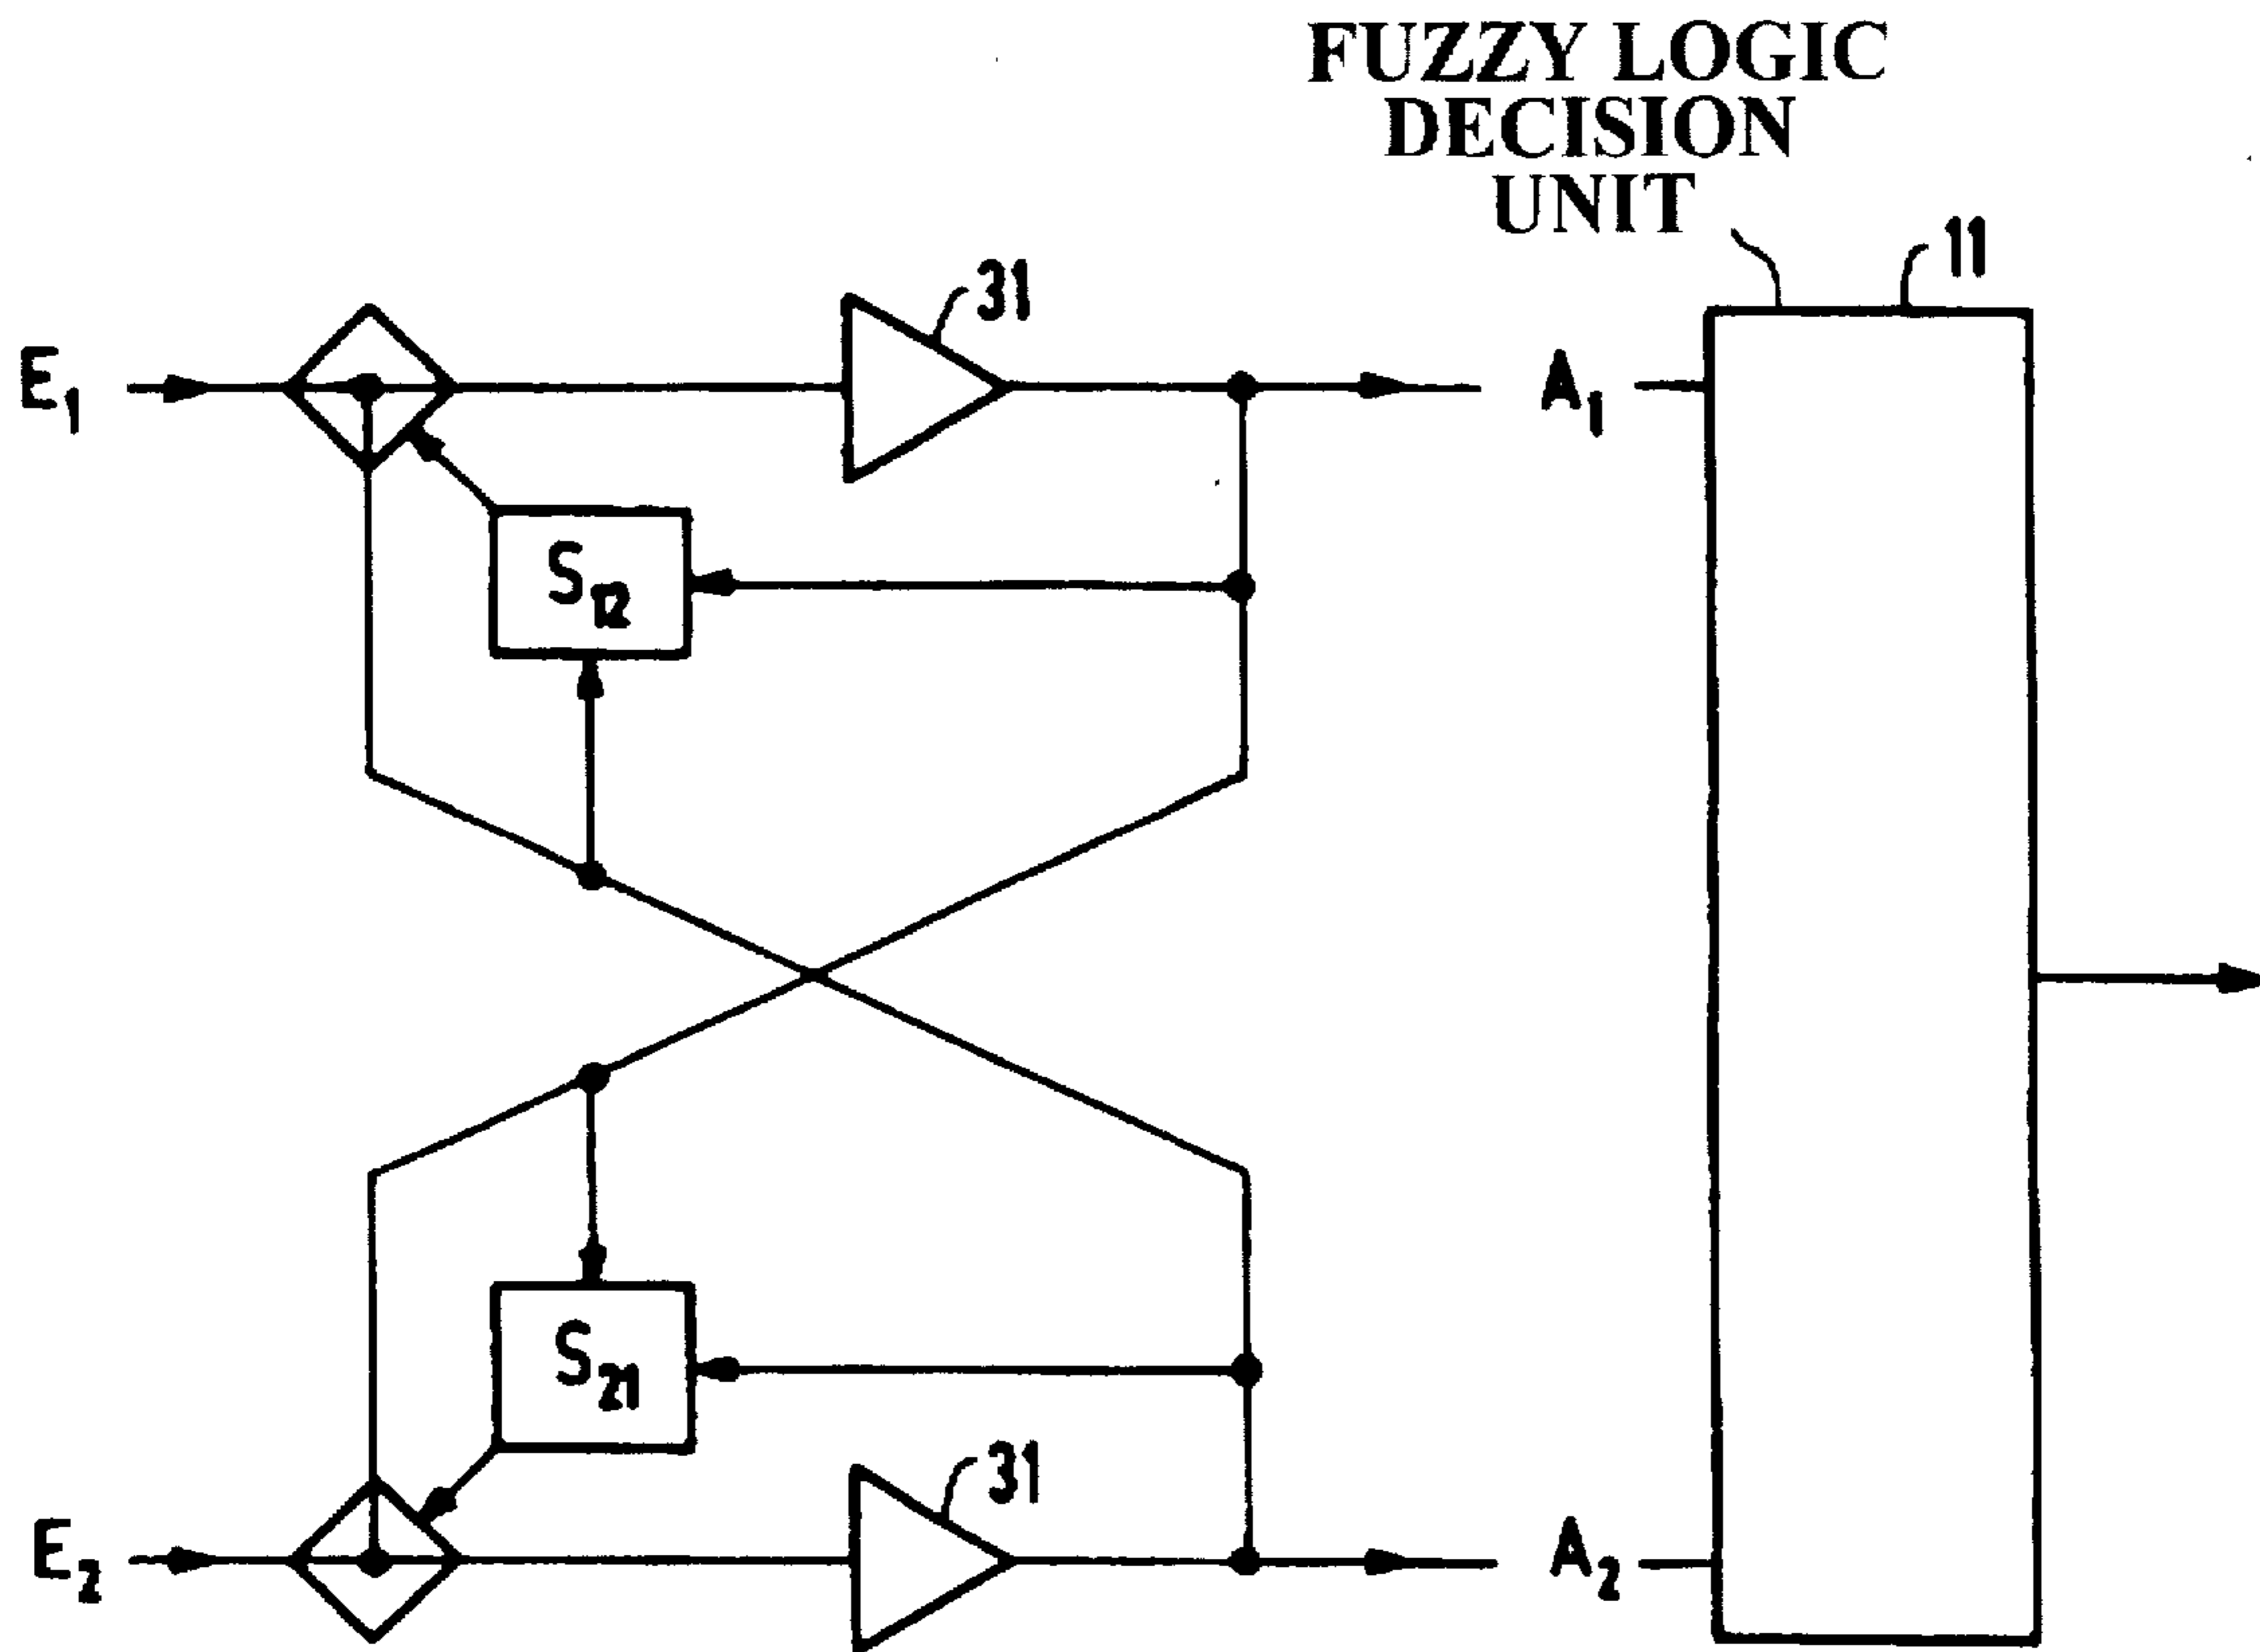 FUZZY LOGIC
DECISION
UNIT
11
31
E1
A1
S12
S21
31
E2
A2